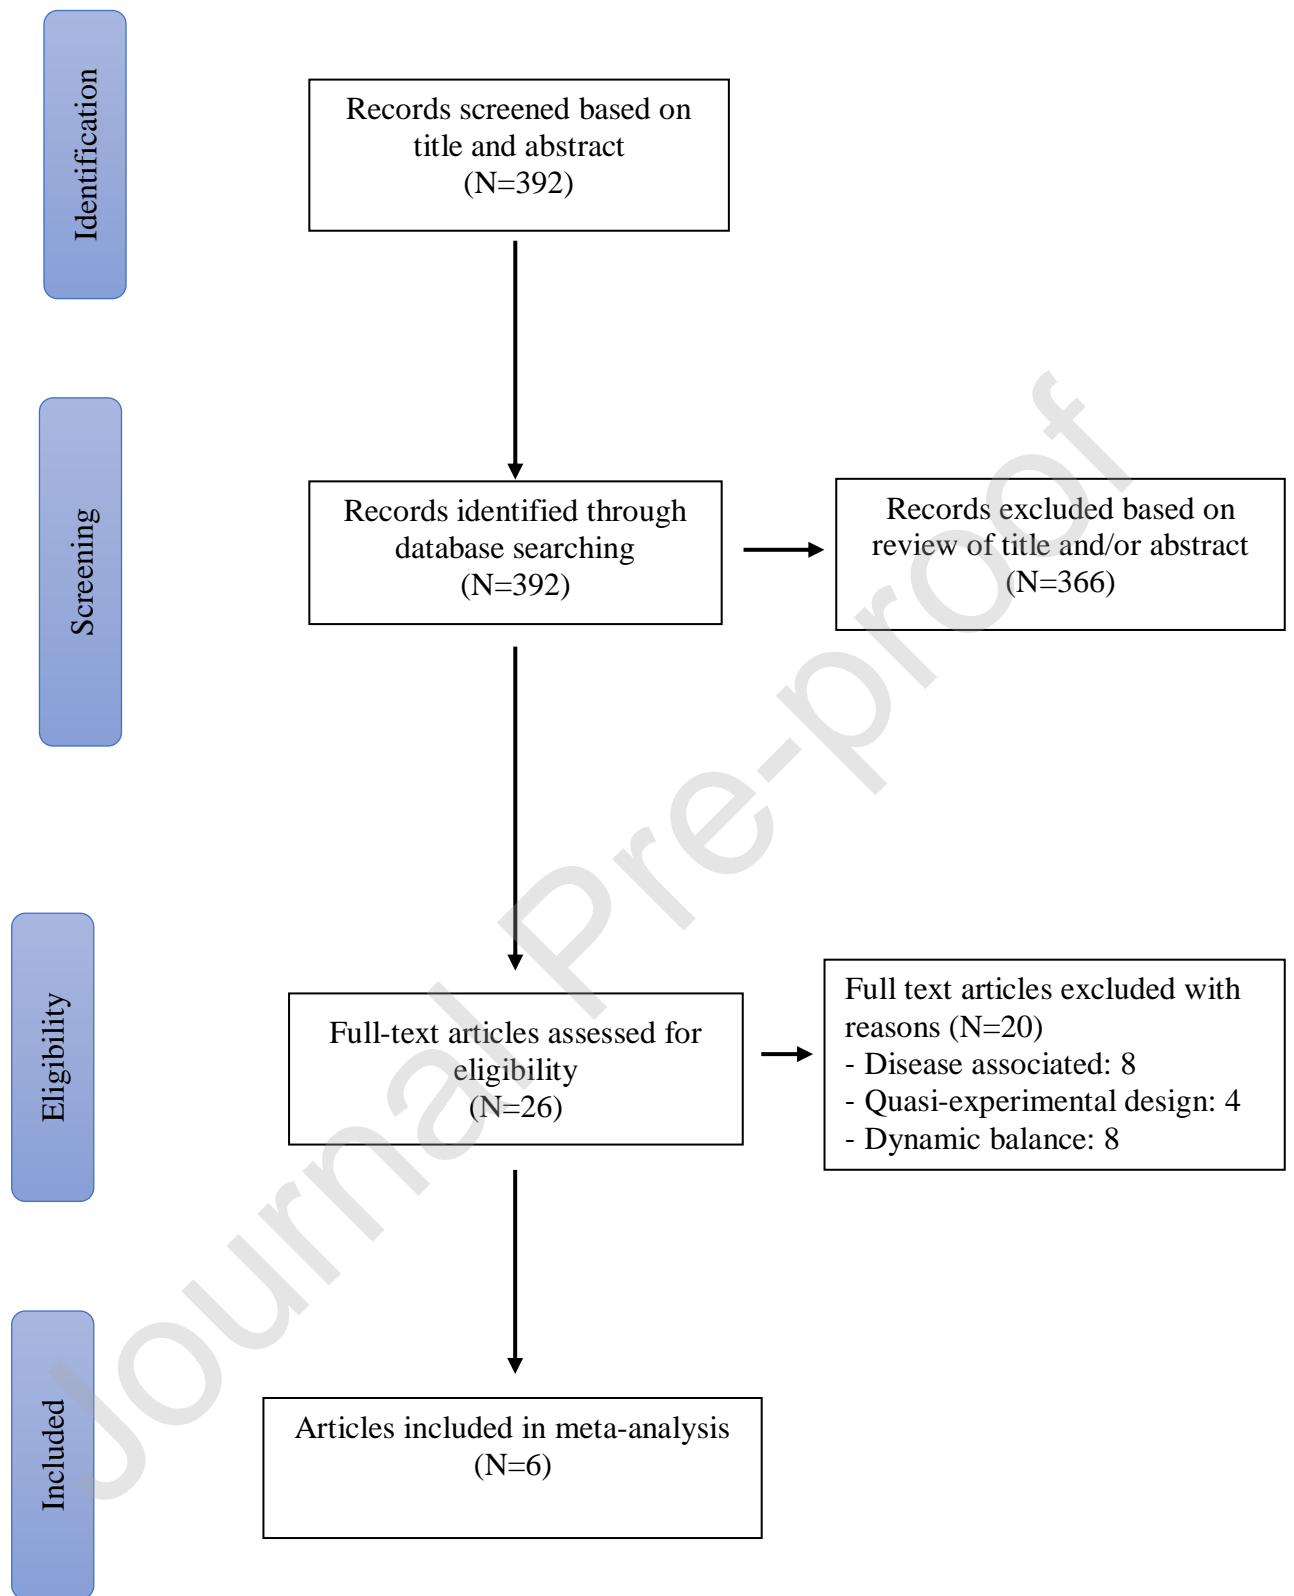 Identification
Records screened based on
title and abstract
(N=392)
Screening
Records identified through
database searching
(N=392)
Records excluded based on
review of title and/or abstract
(N=366)
Eligibility
Full-text articles assessed for
eligibility
(N=26)
Full text articles excluded with
reasons (N=20)
- Disease associated: 8
- Quasi-experimental design: 4
- Dynamic balance: 8
Included
Articles included in meta-analysis
(N=6)
Journal Pre-proof